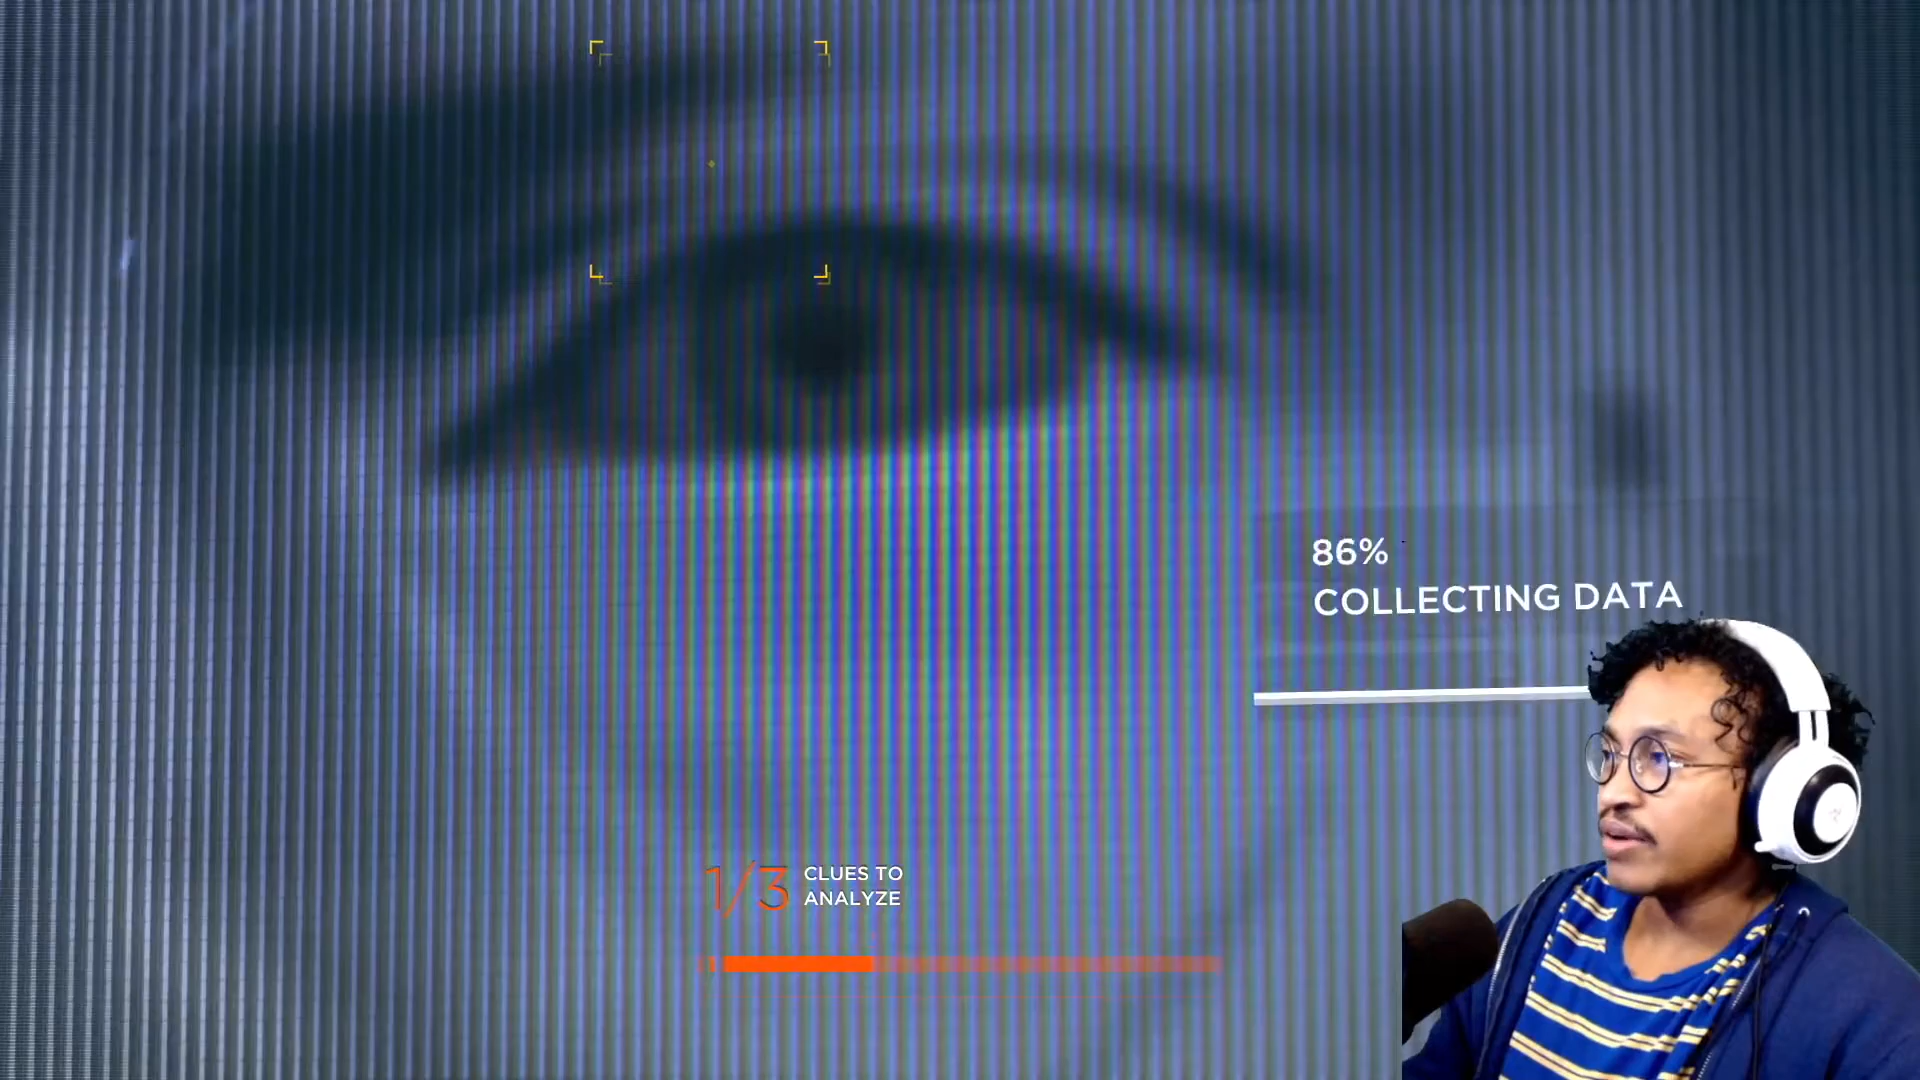 86%
COLLECTING DATA
1/3
CLUES TO
ANALYZE